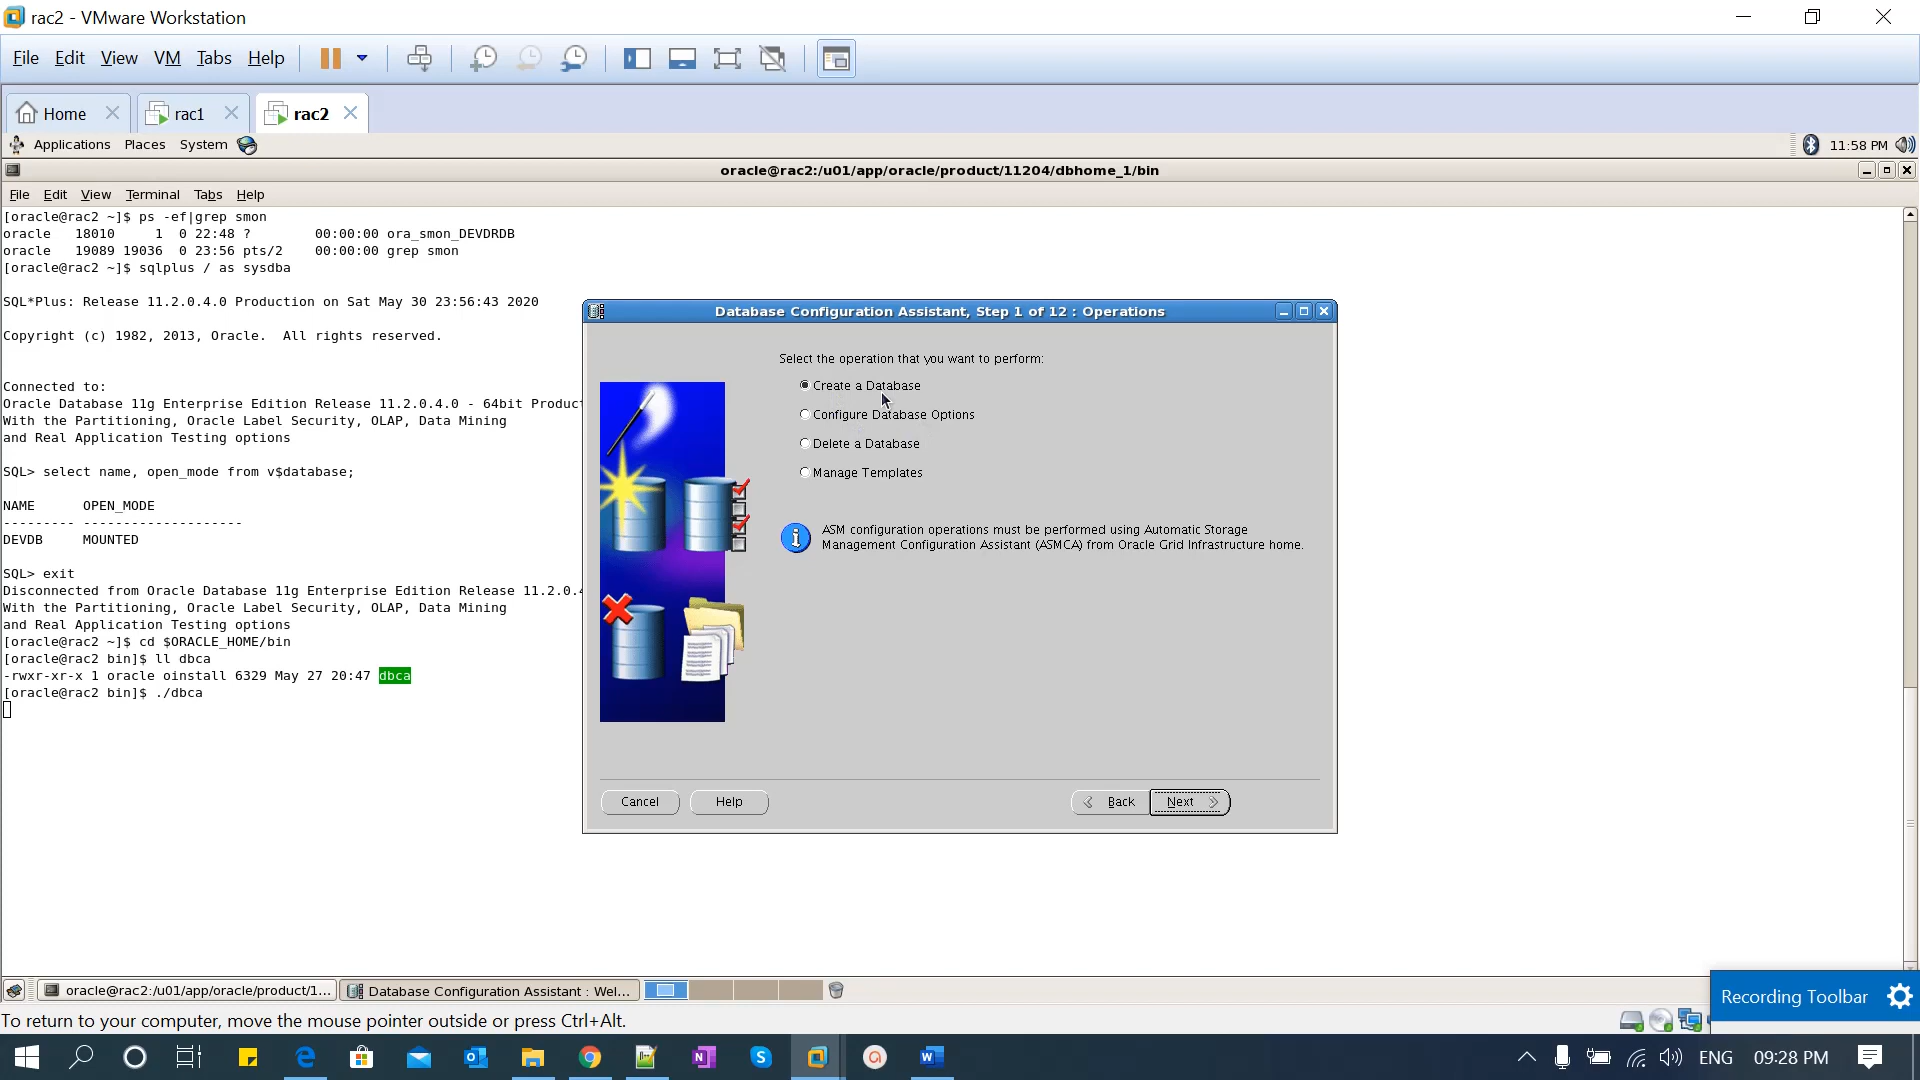 rac2 - VMware Workstation
File Edit View VM Tabs Help
Home rac1 rac2
Applications Places System 11:58 PM
oracle@rac2:/u01/app/oracle/product/11204/dbhome_1/bin
File Edit View Terminal Tabs Help
[oracle@rac2 ~]$ ps -ef|grep smon
oracle 18010 1 0 22:48 ? 00:00:00 ora_smon_DEVDRDB
oracle 19089 19036 0 23:56 pts/2 00:00:00 grep smon
[oracle@rac2 ~]$ sqlplus / as sysdba
SQL*Plus: Release 11.2.0.4.0 Production on Sat May 30 23:56:43 2020
Copyright (c) 1982, 2013, Oracle. All rights reserved.
Connected to:
Oracle Database 11g Enterprise Edition Release 11.2.0.4.0 - 64bit Produc
With the Partitioning, Oracle Label Security, OLAP, Data Mining
and Real Application Testing options
SQL> select name, open_mode from v$database;
NAME OPEN_MODE
--------- --------------------
DEVDB MOUNTED
SQL> exit
Disconnected from Oracle Database 11g Enterprise Edition Release 11.2.0.4
With the Partitioning, Oracle Label Security, OLAP, Data Mining
and Real Application Testing options
[oracle@rac2 ~]$ cd $ORACLE_HOME/bin
[oracle@rac2 bin]$ ll dbca
-rwxr-xr-x 1 oracle oinstall 6329 May 27 20:47 dbca
[oracle@rac2 bin]$ ./dbca
Database Configuration Assistant, Step 1 of 12 : Operations
Select the operation that you want to perform:
Create a Database
Configure Database Options
Delete a Database
Manage Templates
ASM configuration operations must be performed using Automatic Storage
Management Configuration Assistant (ASMCA) from Oracle Grid Infrastructure home.
Cancel Help Back Next
oracle@rac2:/u01/app/oracle/product/1... Database Configuration Assistant : Wel...
Recording Toolbar
To return to your computer, move the mouse pointer outside or press Ctrl+Alt.
ENG 09:28 PM